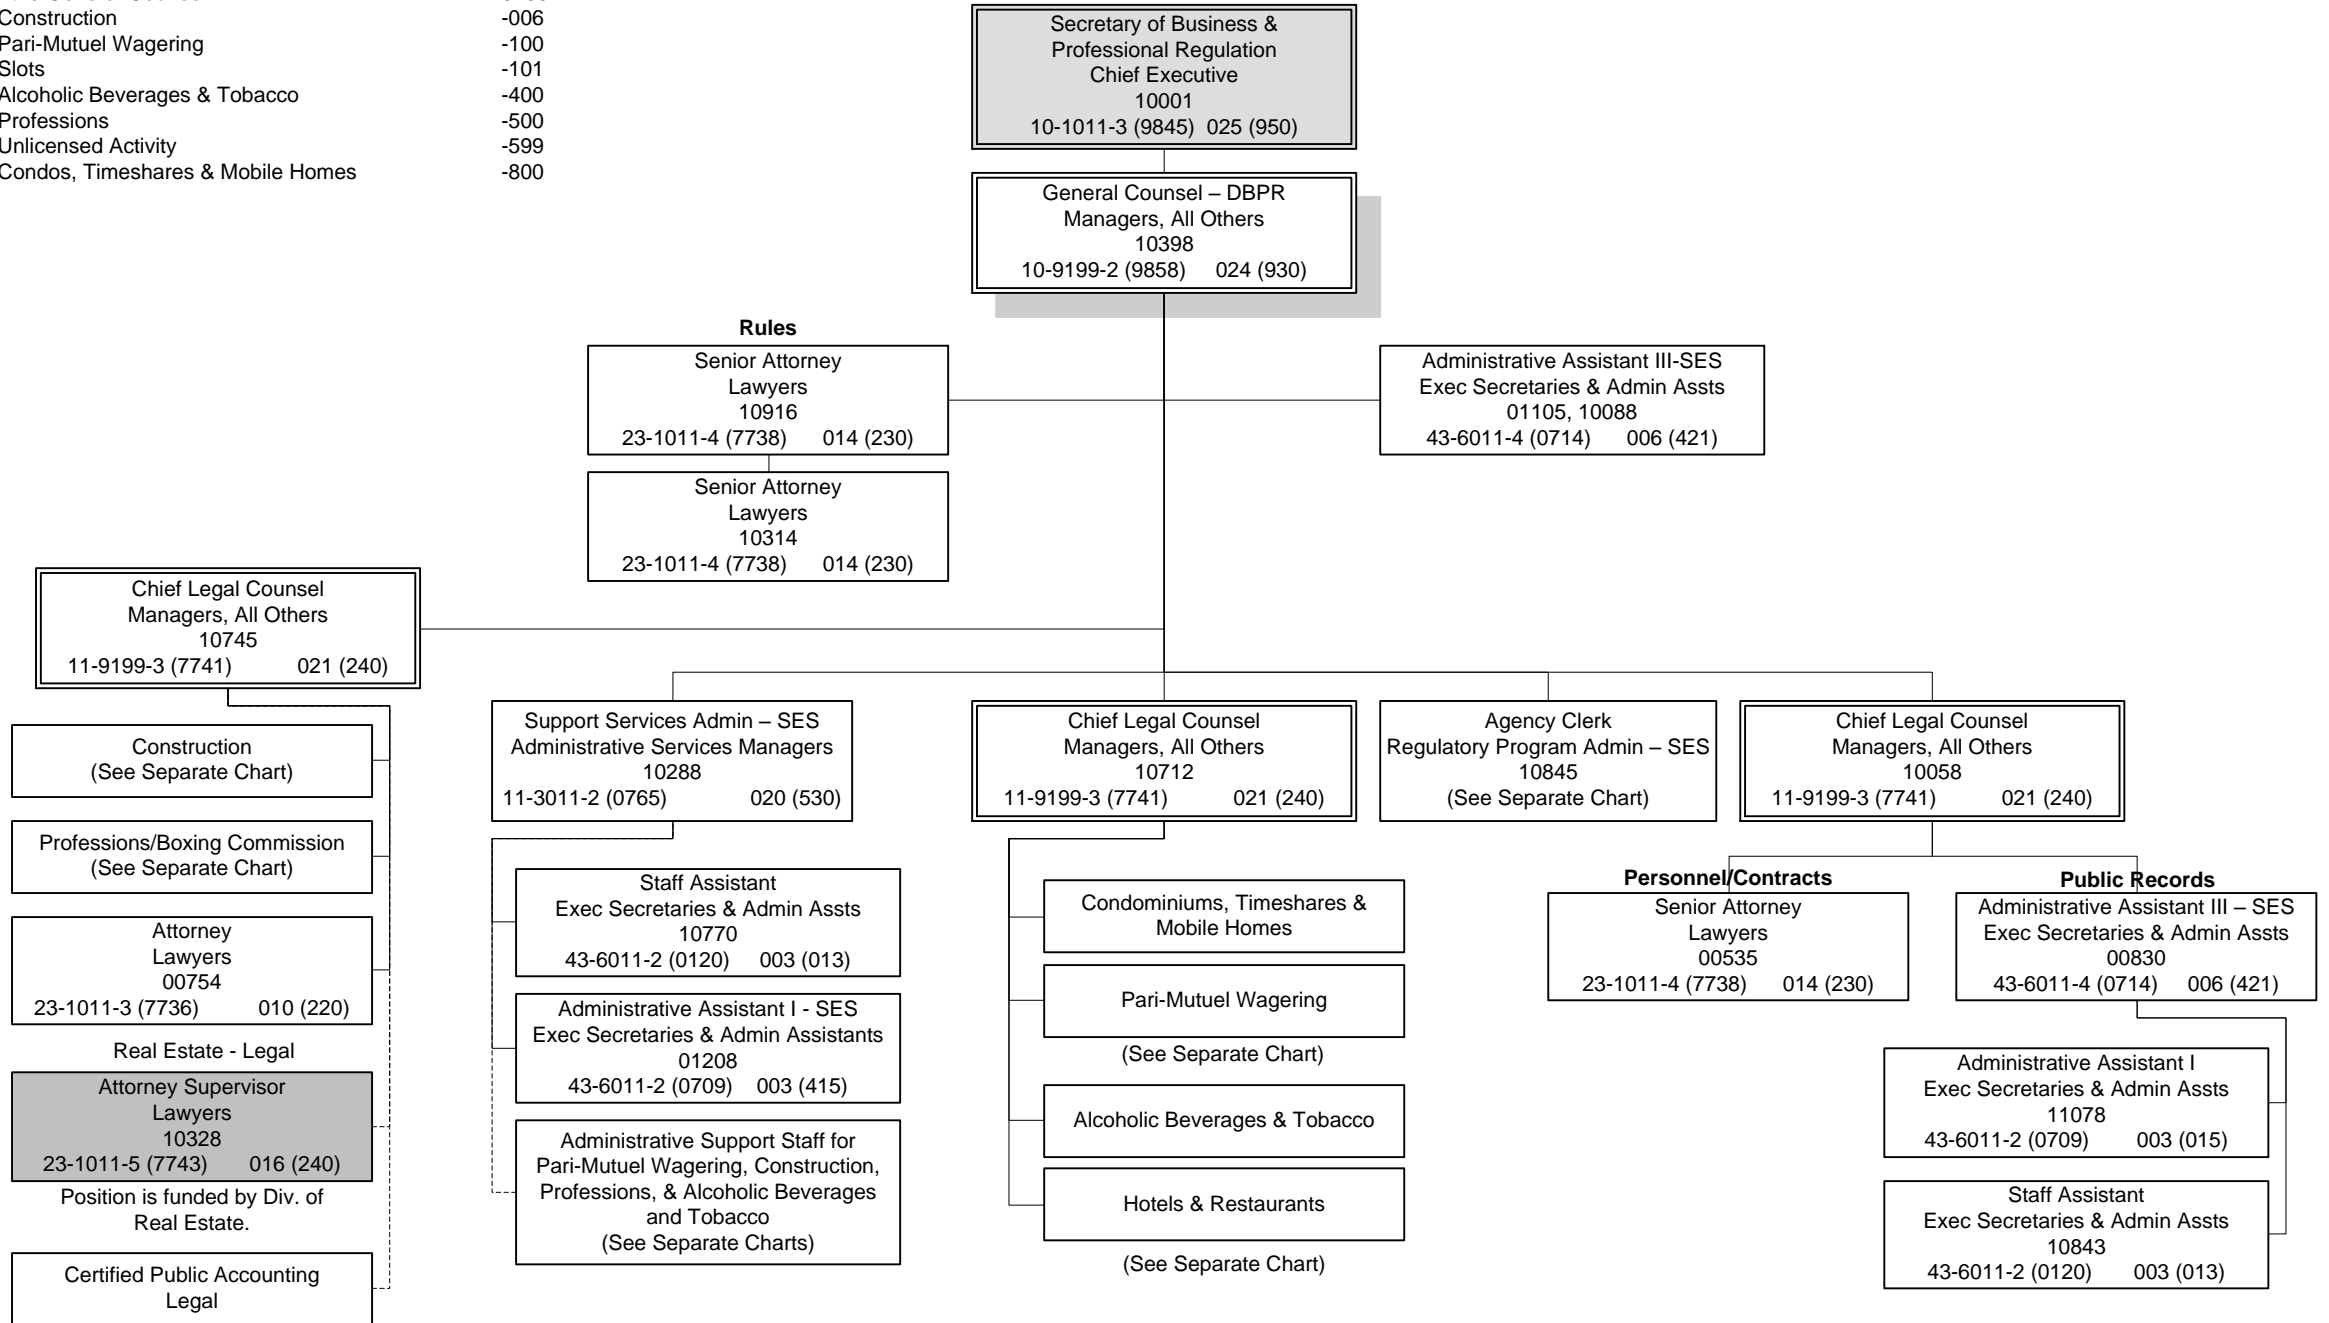 Construction -006
Pari-Mutuel Wagering -100
Slots -101
Alcoholic Beverages & Tobacco -400
Professions -500
Unlicensed Activity -599
Condos, Timeshares & Mobile Homes -800
Secretary of Business &
Professional Regulation
Chief Executive
10001
10-1011-3 (9845) 025 (950)
General Counsel – DBPR
Managers, All Others
10398
10-9199-2 (9858) 024 (930)
Rules
Senior Attorney
Lawyers
10916
23-1011-4 (7738) 014 (230)
Administrative Assistant III-SES
Exec Secretaries & Admin Assts
01105, 10088
43-6011-4 (0714) 006 (421)
Senior Attorney
Lawyers
10314
23-1011-4 (7738) 014 (230)
Chief Legal Counsel
Managers, All Others
10745
11-9199-3 (7741) 021 (240)
Construction
(See Separate Chart)
Professions/Boxing Commission
(See Separate Chart)
Attorney
Lawyers
00754
23-1011-3 (7736) 010 (220)
Real Estate - Legal
Attorney Supervisor
Lawyers
10328
23-1011-5 (7743) 016 (240)
Position is funded by Div. of
Real Estate.
Certified Public Accounting
Legal
Support Services Admin – SES
Administrative Services Managers
10288
11-3011-2 (0765) 020 (530)
Staff Assistant
Exec Secretaries & Admin Assts
10770
43-6011-2 (0120) 003 (013)
Administrative Assistant I - SES
Exec Secretaries & Admin Assistants
01208
43-6011-2 (0709) 003 (415)
Administrative Support Staff for
Pari-Mutuel Wagering, Construction,
Professions, & Alcoholic Beverages
and Tobacco
(See Separate Charts)
Chief Legal Counsel
Managers, All Others
10712
11-9199-3 (7741) 021 (240)
Condominiums, Timeshares &
Mobile Homes
Pari-Mutuel Wagering
(See Separate Chart)
Alcoholic Beverages & Tobacco
Hotels & Restaurants
(See Separate Chart)
Agency Clerk
Regulatory Program Admin – SES
10845
(See Separate Chart)
Chief Legal Counsel
Managers, All Others
10058
11-9199-3 (7741) 021 (240)
Personnel/Contracts
Senior Attorney
Lawyers
00535
23-1011-4 (7738) 014 (230)
Public Records
Administrative Assistant III – SES
Exec Secretaries & Admin Assts
00830
43-6011-4 (0714) 006 (421)
Administrative Assistant I
Exec Secretaries & Admin Assts
11078
43-6011-2 (0709) 003 (015)
Staff Assistant
Exec Secretaries & Admin Assts
10843
43-6011-2 (0120) 003 (013)